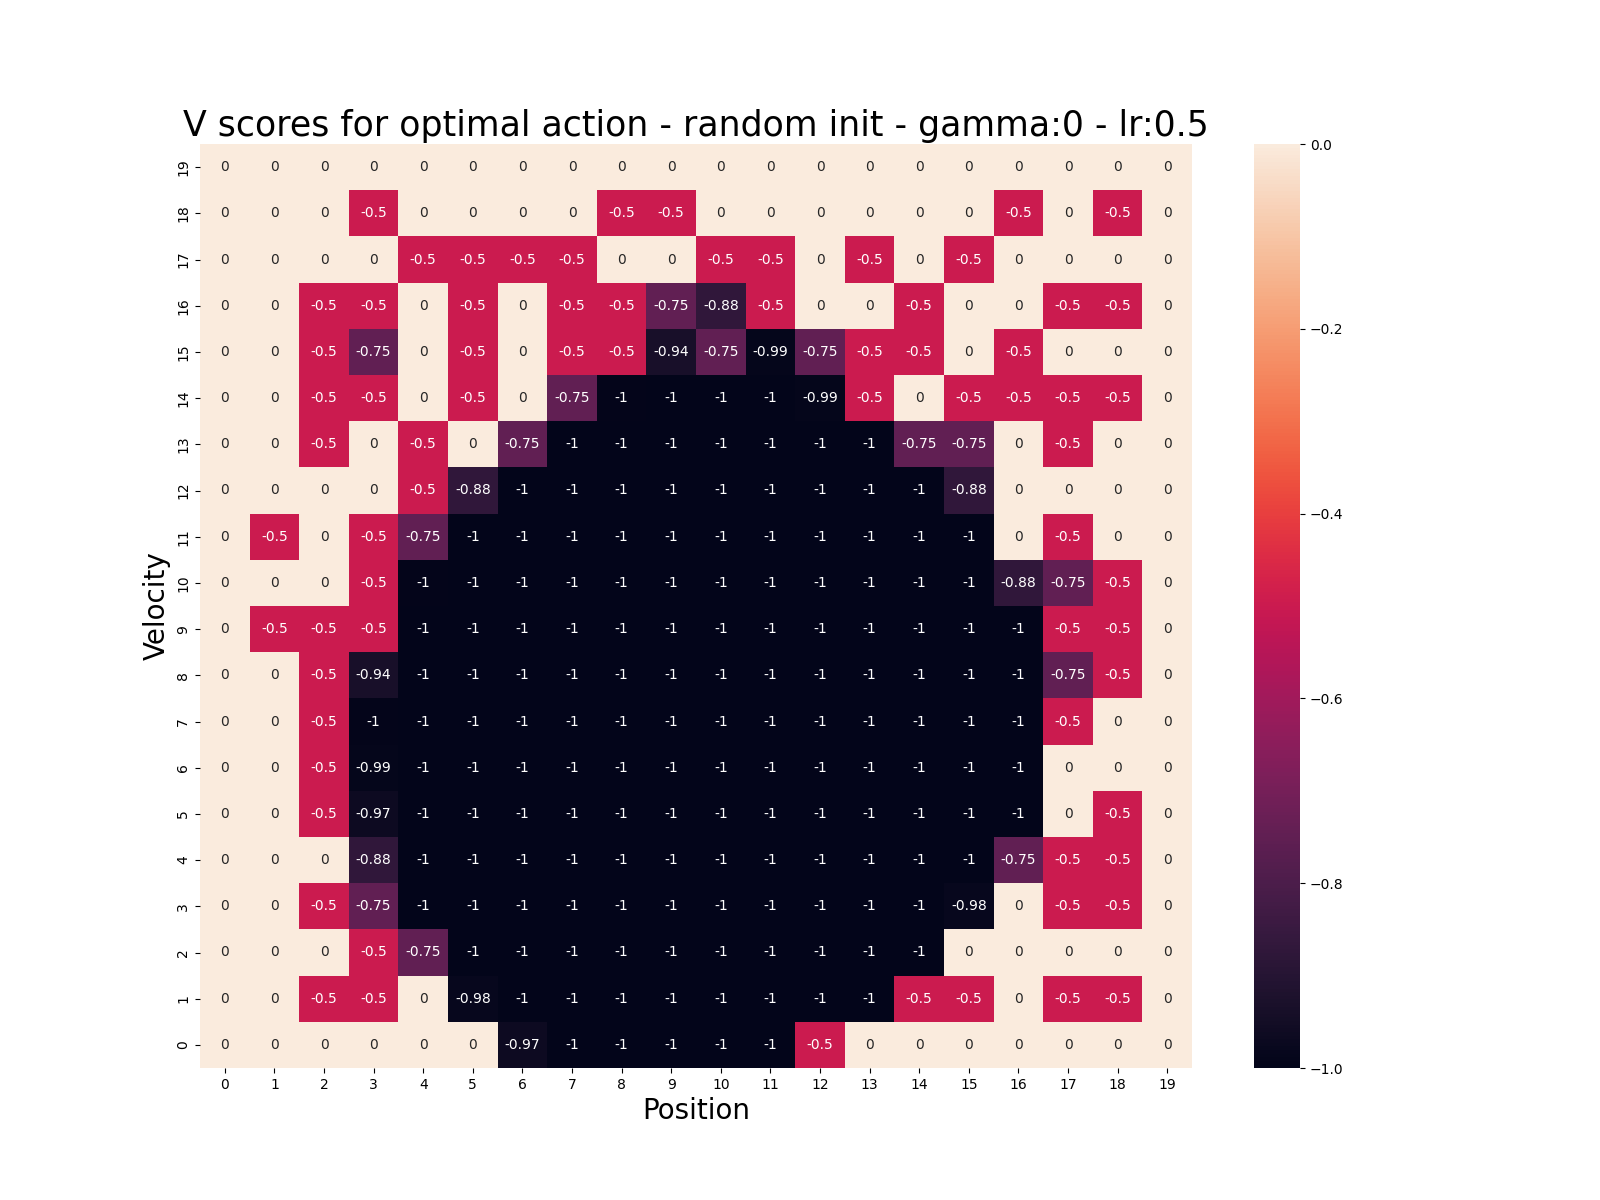 V scores for optimal action - random init - gamma:0 - lr:0.5
19 0 0 0 0 0 0 0 0 0 0 0 0 0 0 0 0 0 0 0 0 0.0
18 0 0 0 -0.5 0 0 0 0 -0.5 -0.5 0 0 0 0 0 0 -0.5 0 -0.5 0
17 0 0 0 0 -0.5 -0.5 -0.5 -0.5 0 0 -0.5 -0.5 0 -0.5 0 -0.5 0 0 0 0
16 0 0 -0.5 -0.5 0 -0.5 0 -0.5 -0.5 -0.75 -0.88 -0.5 0 0 -0.5 0 0 -0.5 -0.5 0
−0.2
15 0 0 -0.5 -0.75 0 -0.5 0 -0.5 -0.5 -0.94 -0.75 -0.99 -0.75 -0.5 -0.5 0 -0.5 0 0 0
14 0 0 -0.5 -0.5 0 -0.5 0 -0.75 -1 -1 -1 -1 -0.99 -0.5 0 -0.5 -0.5 -0.5 -0.5 0
13 0 0 -0.5 0 -0.5 0 -0.75 -1 -1 -1 -1 -1 -1 -1 -0.75 -0.75 0 -0.5 0 0
12 0 0 0 0 -0.5 -0.88 -1 -1 -1 -1 -1 -1 -1 -1 -1 -0.88 0 0 0 0
−0.4
11 0 -0.5 0 -0.5 -0.75 -1 -1 -1 -1 -1 -1 -1 -1 -1 -1 -1 0 -0.5 0 0
10 0 0 0 -0.5 -1 -1 -1 -1 -1 -1 -1 -1 -1 -1 -1 -1 -0.88 -0.75 -0.5 0
Velocity
9 0 -0.5 -0.5 -0.5 -1 -1 -1 -1 -1 -1 -1 -1 -1 -1 -1 -1 -1 -0.5 -0.5 0
8 0 0 -0.5 -0.94 -1 -1 -1 -1 -1 -1 -1 -1 -1 -1 -1 -1 -1 -0.75 -0.5 0
−0.6
7 0 0 -0.5 -1 -1 -1 -1 -1 -1 -1 -1 -1 -1 -1 -1 -1 -1 -0.5 0 0
6 0 0 -0.5 -0.99 -1 -1 -1 -1 -1 -1 -1 -1 -1 -1 -1 -1 -1 0 0 0
5 0 0 -0.5 -0.97 -1 -1 -1 -1 -1 -1 -1 -1 -1 -1 -1 -1 -1 0 -0.5 0
4 0 0 0 -0.88 -1 -1 -1 -1 -1 -1 -1 -1 -1 -1 -1 -1 -0.75 -0.5 -0.5 0
−0.8
3 0 0 -0.5 -0.75 -1 -1 -1 -1 -1 -1 -1 -1 -1 -1 -1 -0.98 0 -0.5 -0.5 0
2 0 0 0 -0.5 -0.75 -1 -1 -1 -1 -1 -1 -1 -1 -1 -1 0 0 0 0 0
1 0 0 -0.5 -0.5 0 -0.98 -1 -1 -1 -1 -1 -1 -1 -1 -0.5 -0.5 0 -0.5 -0.5 0
0 0 0 0 0 0 0 -0.97 -1 -1 -1 -1 -1 -0.5 0 0 0 0 0 0 0
−1.0
0 1 2 3 4 5 6 7 8 9 10 11 12 13 14 15 16 17 18 19
Position